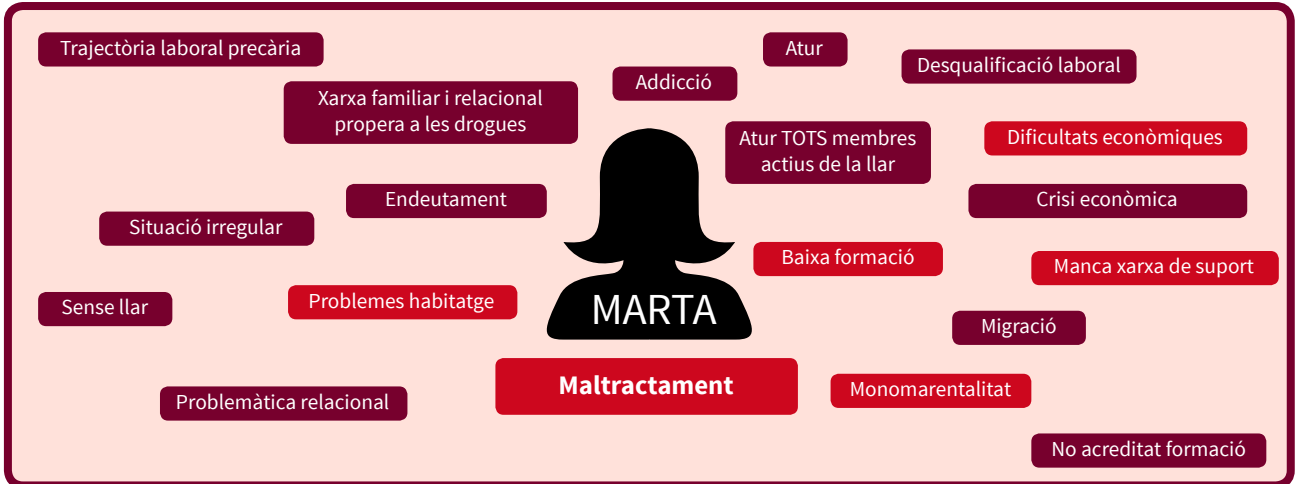 Trajectòria laboral precària
Atur
Desqualificació laboral
Addicció
Xarxa familiar i relacional
propera a les drogues
Atur TOTS membres
actius de la llar
Dificultats econòmiques
Endeutament
Crisi econòmica
Situació irregular
Baixa formació
Manca xarxa de suport
Sense llar
Problemes habitatge
MARTA
Migració
Maltractament
Monomarentalitat
Problemàtica relacional
No acreditat formació